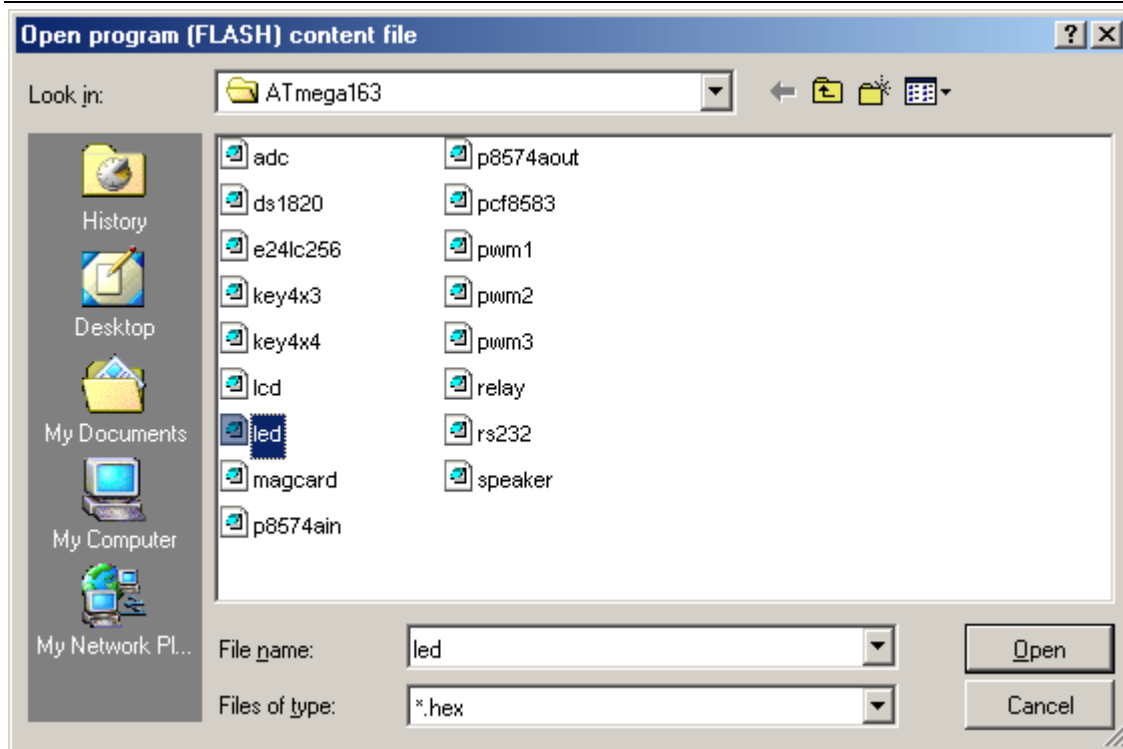 Open program (FLASH) content file
Look in:
ATmega163
History
Desktop
My Documents
My Computer
My Network Pl...
adc
ds1820
e24lc256
key4x3
key4x4
lcd
led
magcard
p8574ain
p8574aout
pcf8583
pwm1
pwm2
pwm3
relay
rs232
speaker
File name:
led
Open
Files of type:
*.hex
Cancel